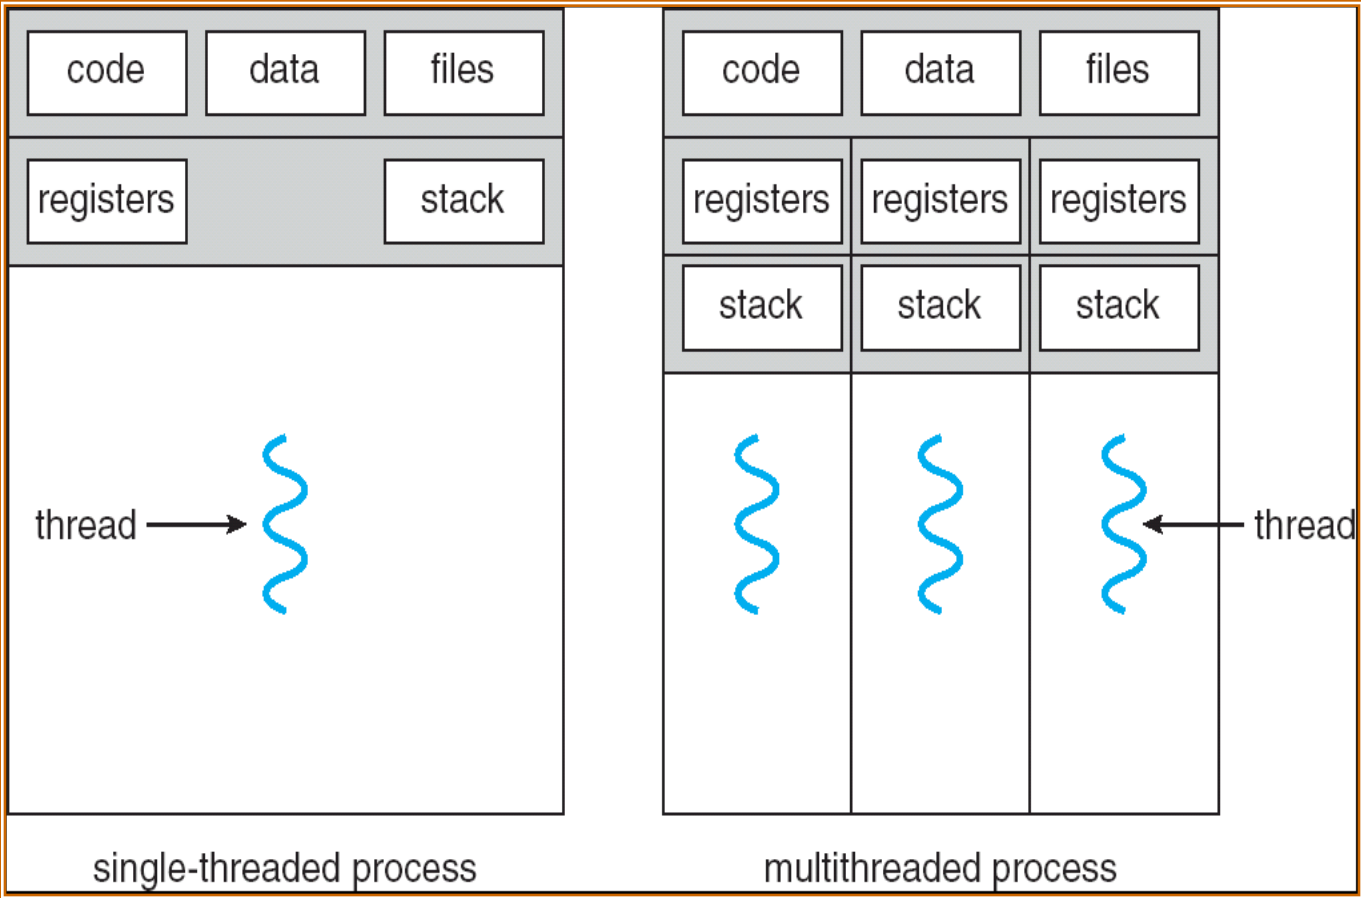 code data files
registers stack
thread
single-threaded process
code data files
registers registers registers
stack stack stack
thread
multithreaded process